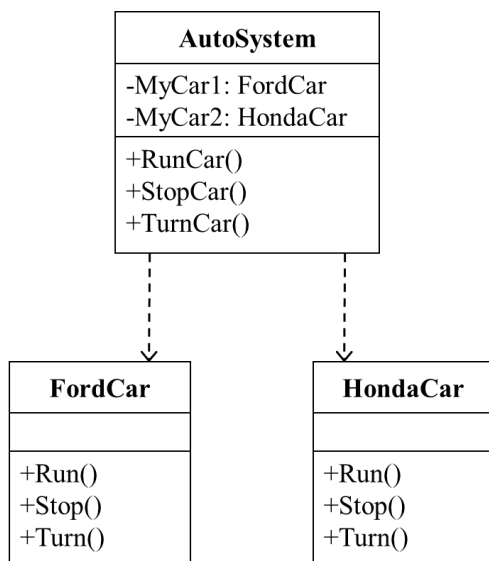 AutoSystem
-MyCar1: FordCar
-MyCar2: HondaCar
+RunCar()
+StopCar()
+TurnCar()
FordCar
+Run()
+Stop()
+Turn()
HondaCar
+Run()
+Stop()
+Turn()